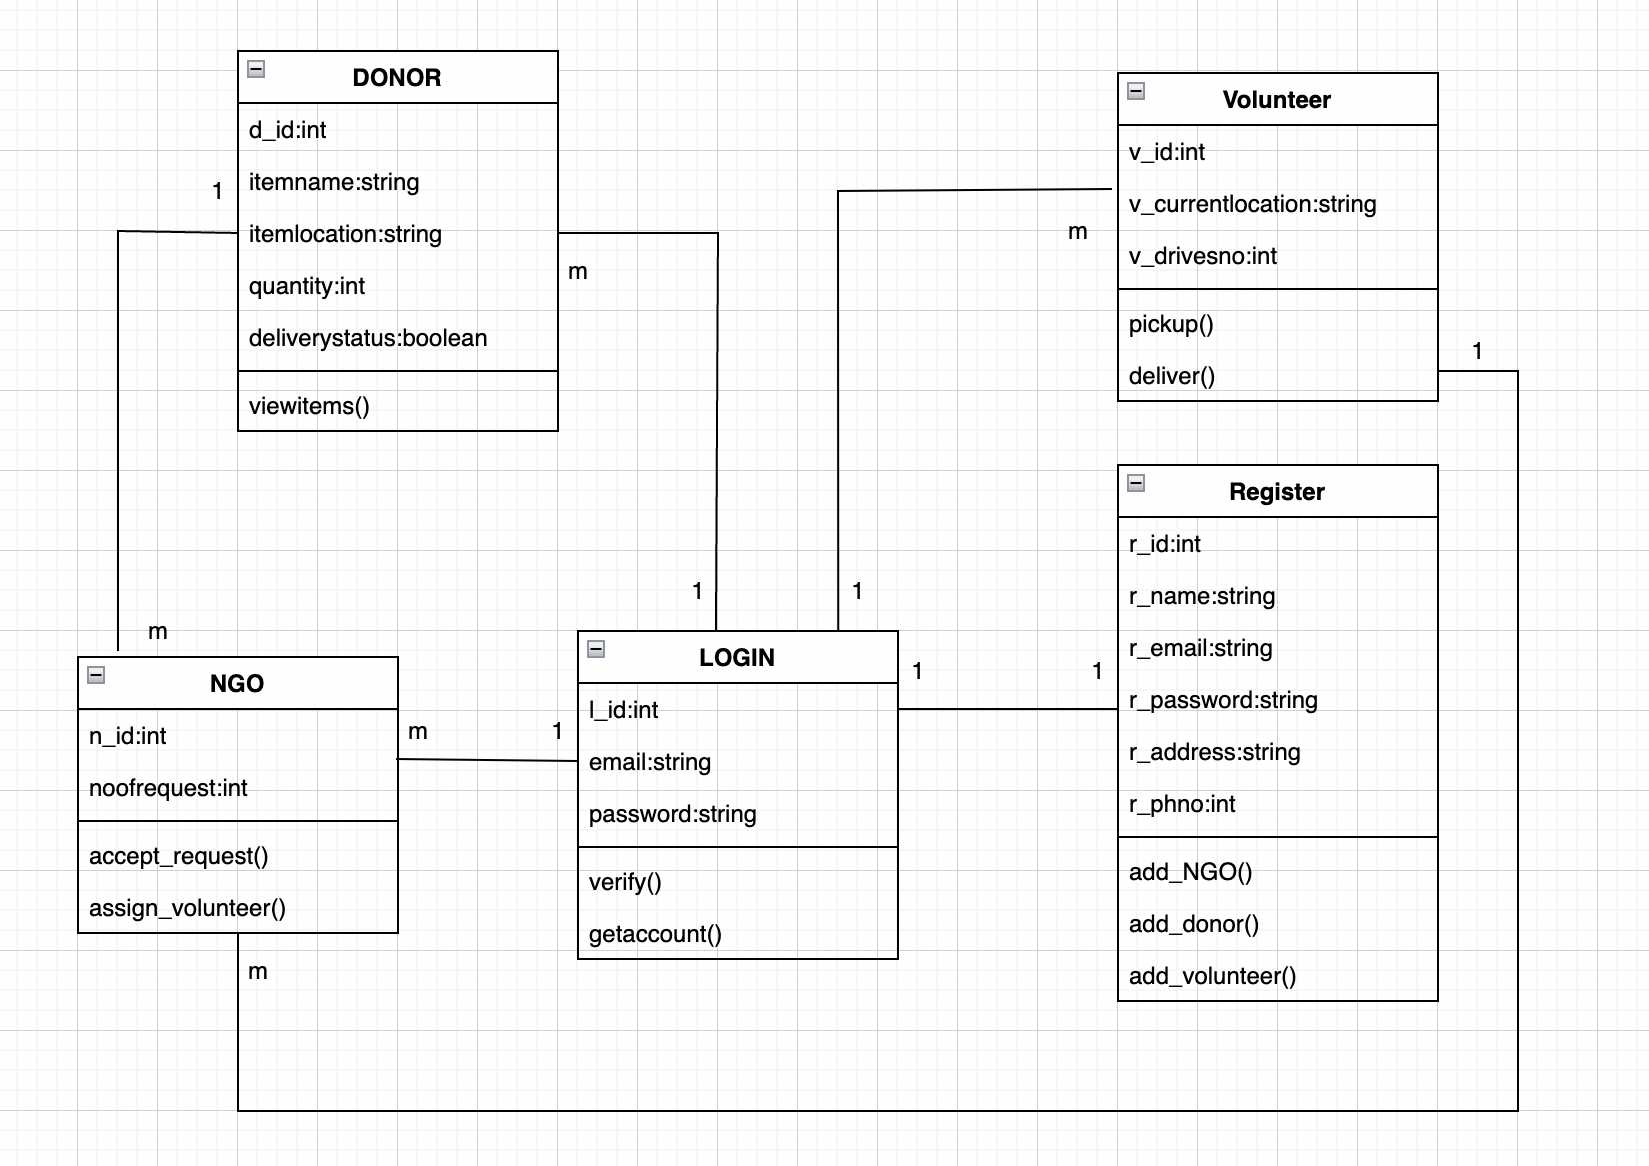 DONOR
d_id:int
itemname:string
itemlocation:string
quantity:int
deliverystatus:boolean
viewitems()
1
m
Volunteer
v_id:int
v_currentlocation:string
v_drivesno:int
pickup()
deliver()
m
1
Register
r_id:int
r_name:string
r_email:string
r_password:string
r_address:string
r_phno:int
add_NGO()
add_donor()
add_volunteer()
1
NGO
n_id:int
noofrequest:int
accept_request()
assign_volunteer()
m
m
m
LOGIN
l_id:int
email:string
password:string
verify()
getaccount()
1
1
1
1